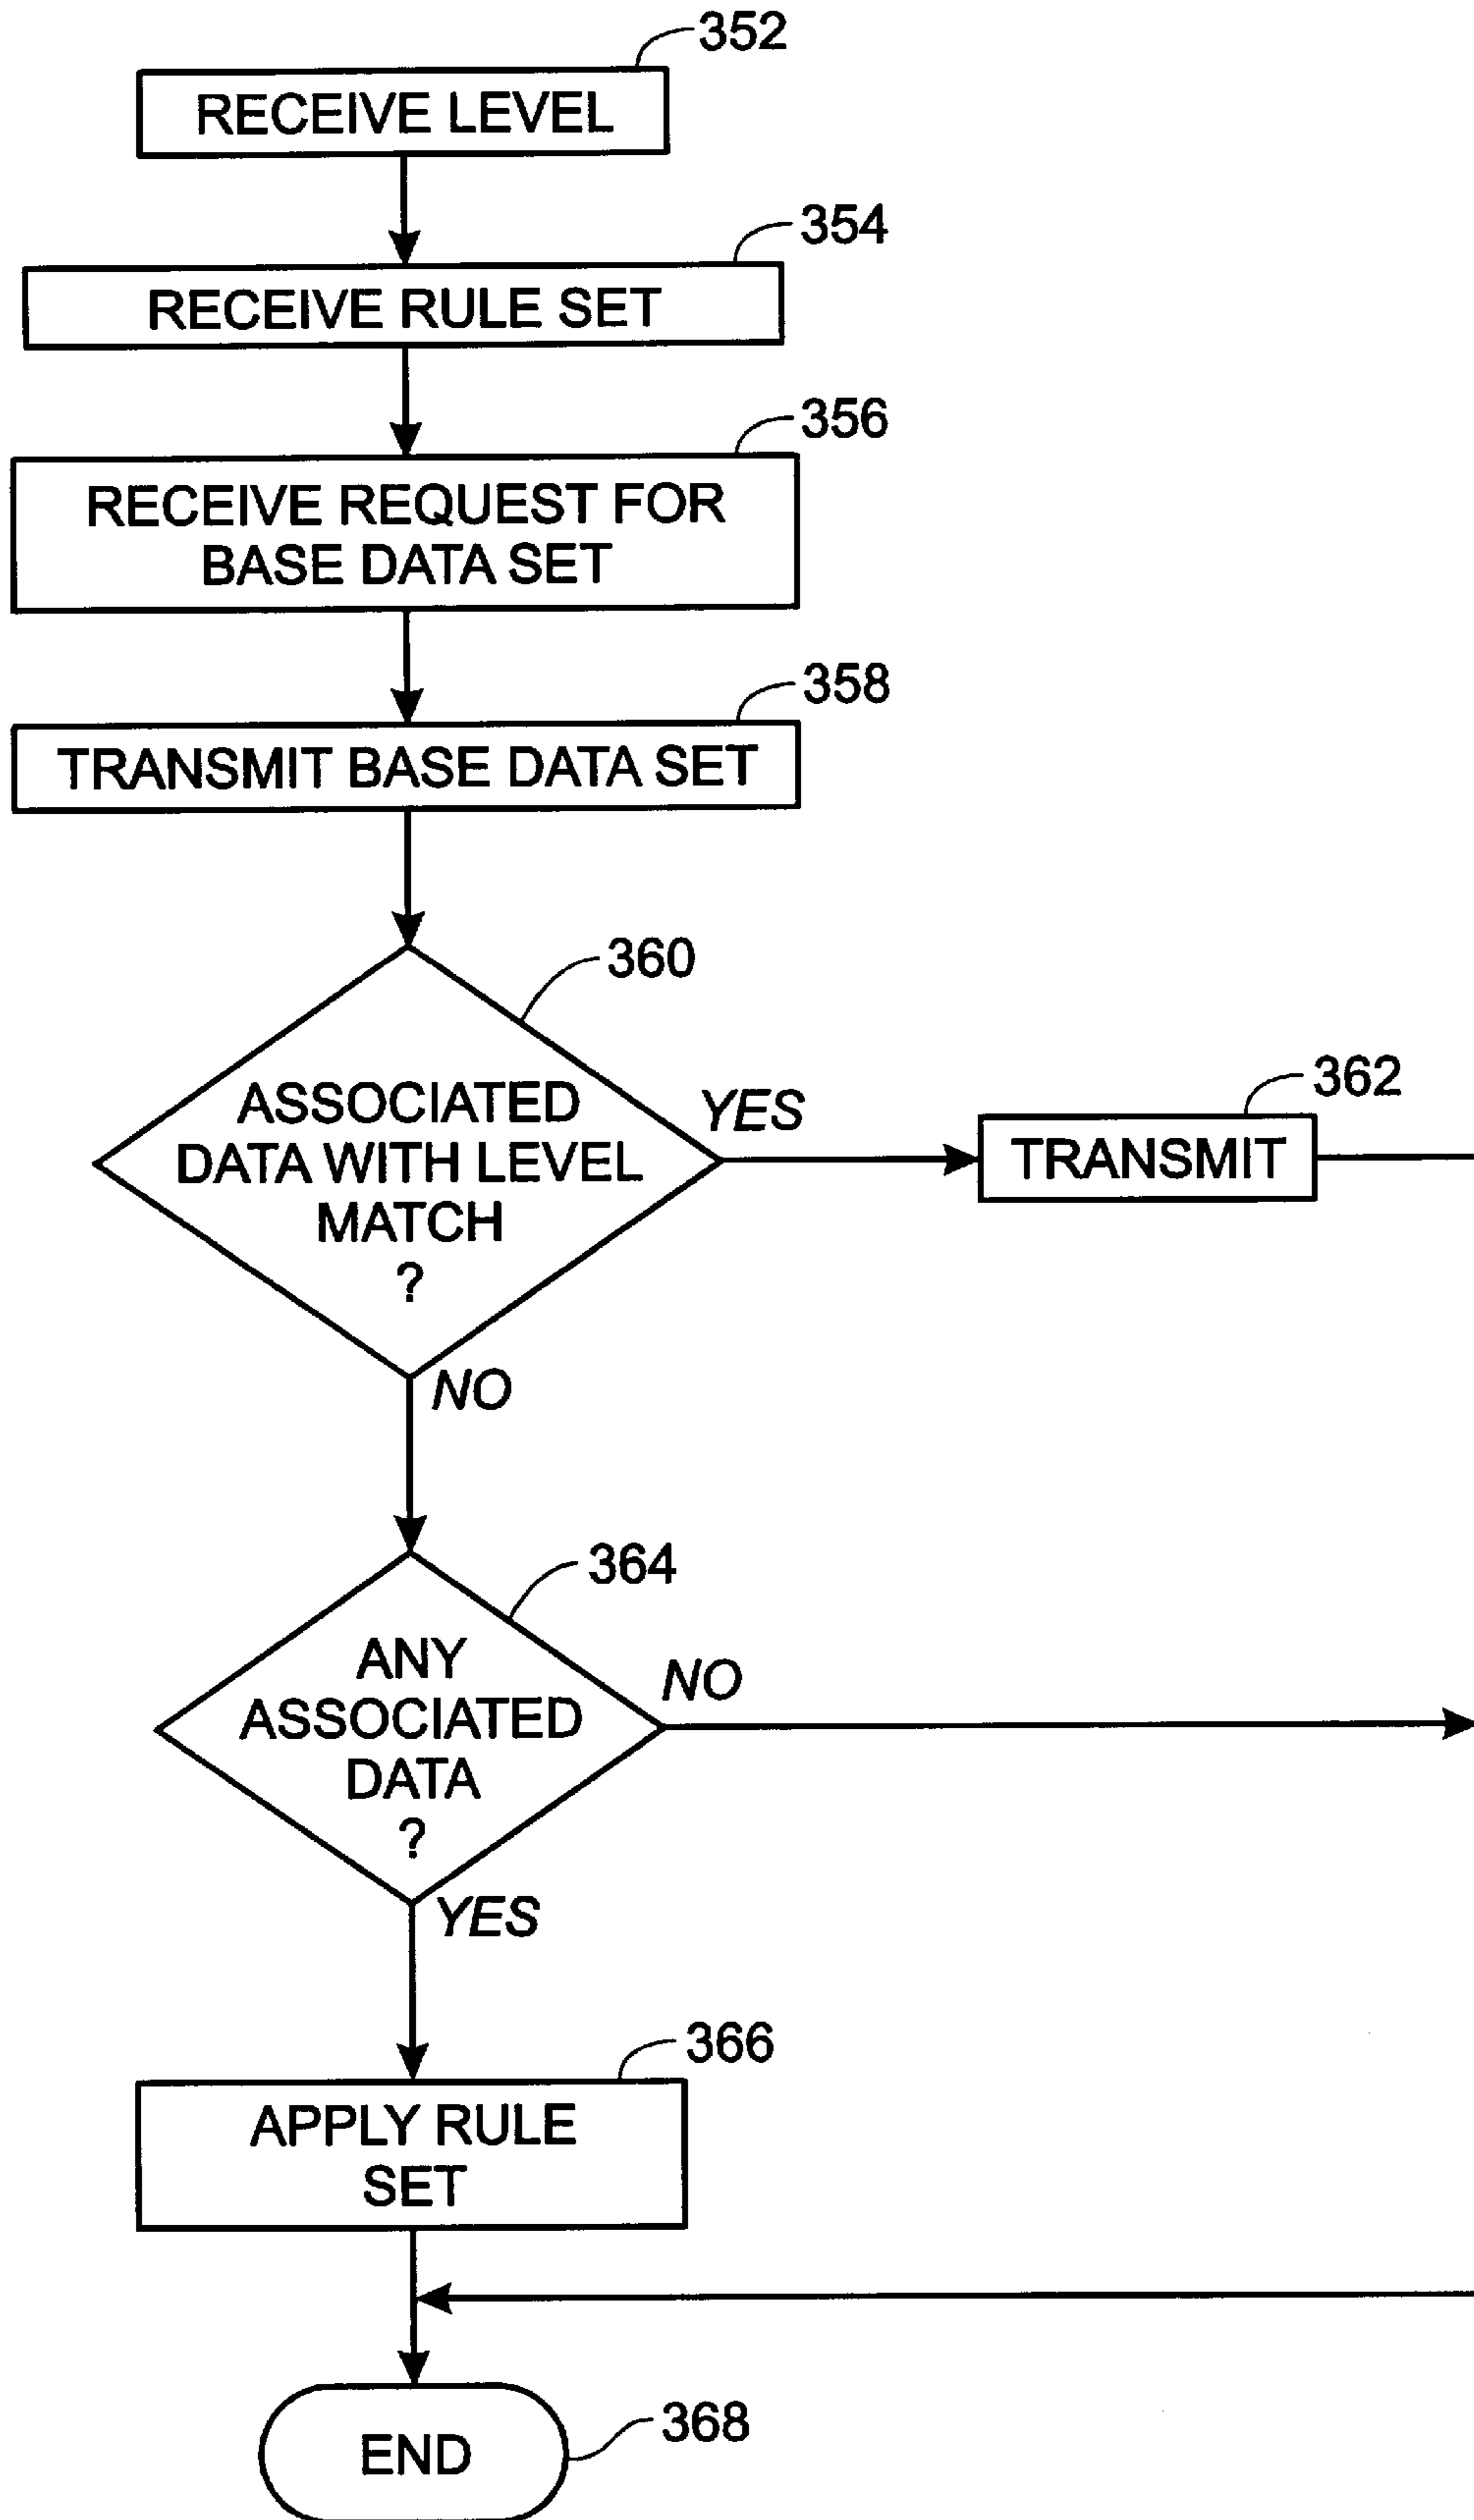 352
RECEIVE LEVEL
354
RECEIVE RULE SET
356
RECEIVE REQUEST FOR
BASE DATA SET
358
TRANSMIT BASE DATA SET
360
ASSOCIATED
DATA WITH LEVEL
MATCH
?
YES
362
TRANSMIT
NO
364
ANY
ASSOCIATED
DATA
?
NO
YES
366
APPLY RULE
SET
END
368